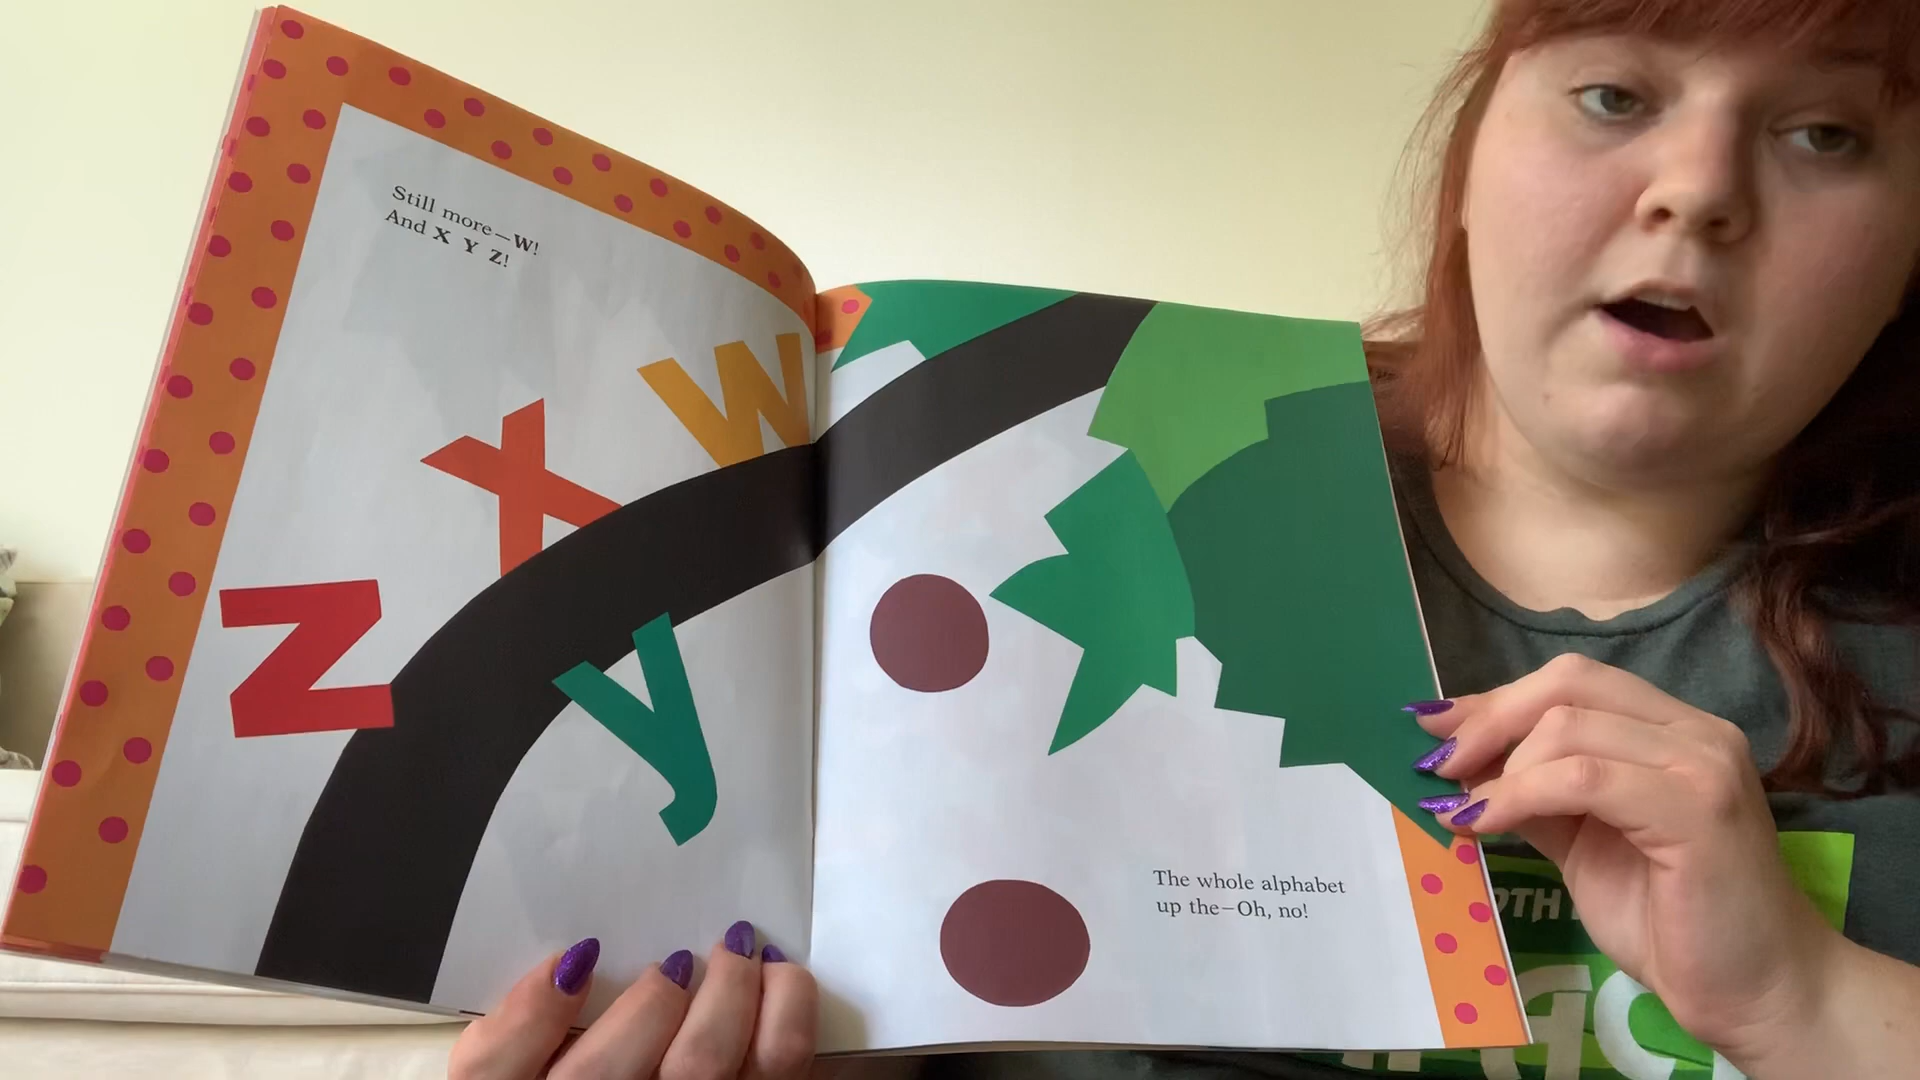 Still more—W!
And X Y Z!
w
x
z
y
The whole alphabet
up the—Oh, no!